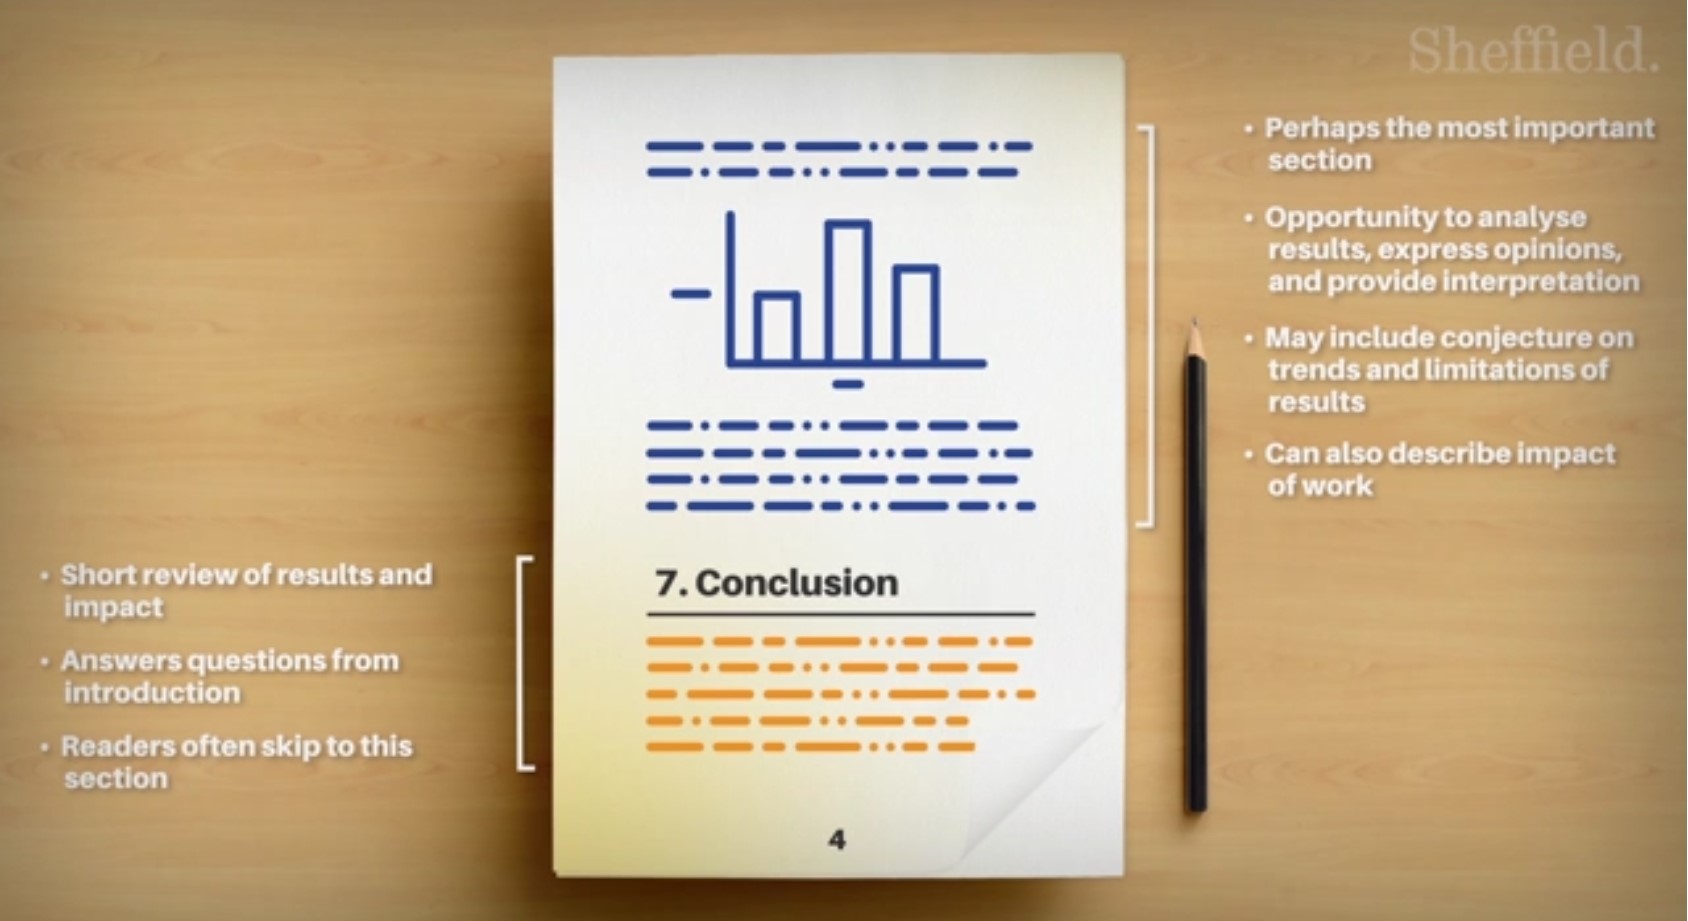 Sheffield.
• Perhaps the most important
section
• Opportunity to analyse
results, express opinions,
and provide interpretation
• May include conjecture on
trends and limitations of
results
• Can also describe impact
of work
7. Conclusion
• Short review of results and
impact
• Answers questions from
introduction
• Readers often skip to this
section
4